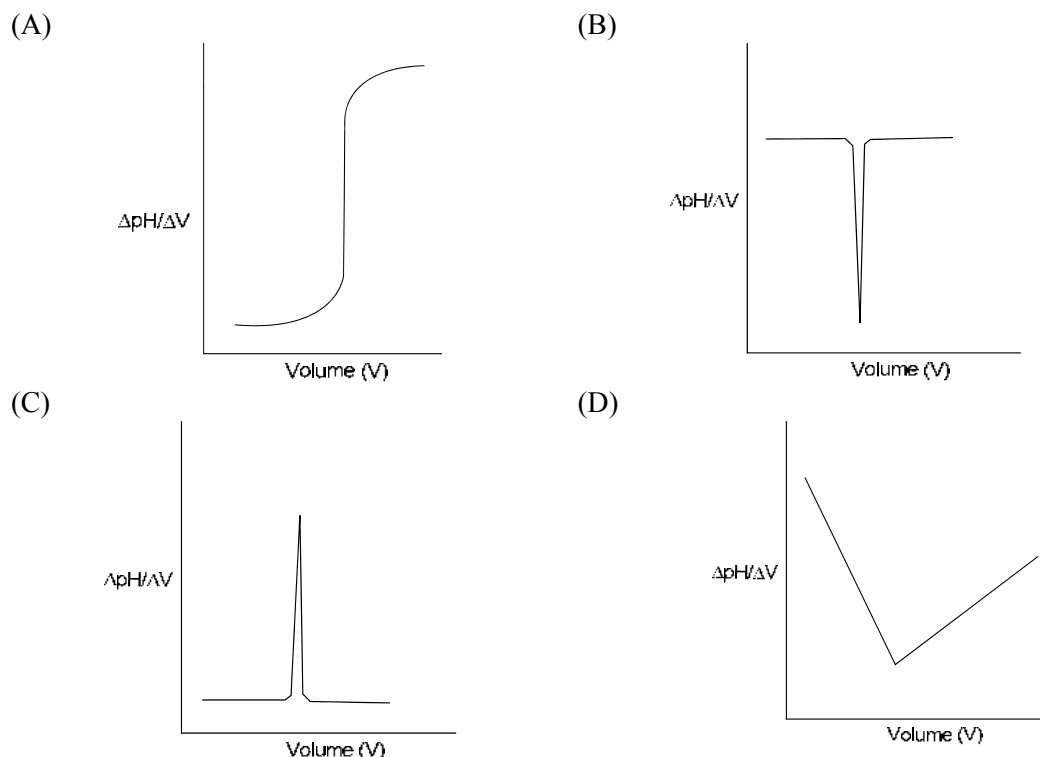 (A)
(B)
ΔpH/ΔV
Volume (V)
ΔpH/ΔV
Volume (V)
(C)
(D)
ΔpH/ΔV
Volume (V)
ΔpH/ΔV
Volume (V)